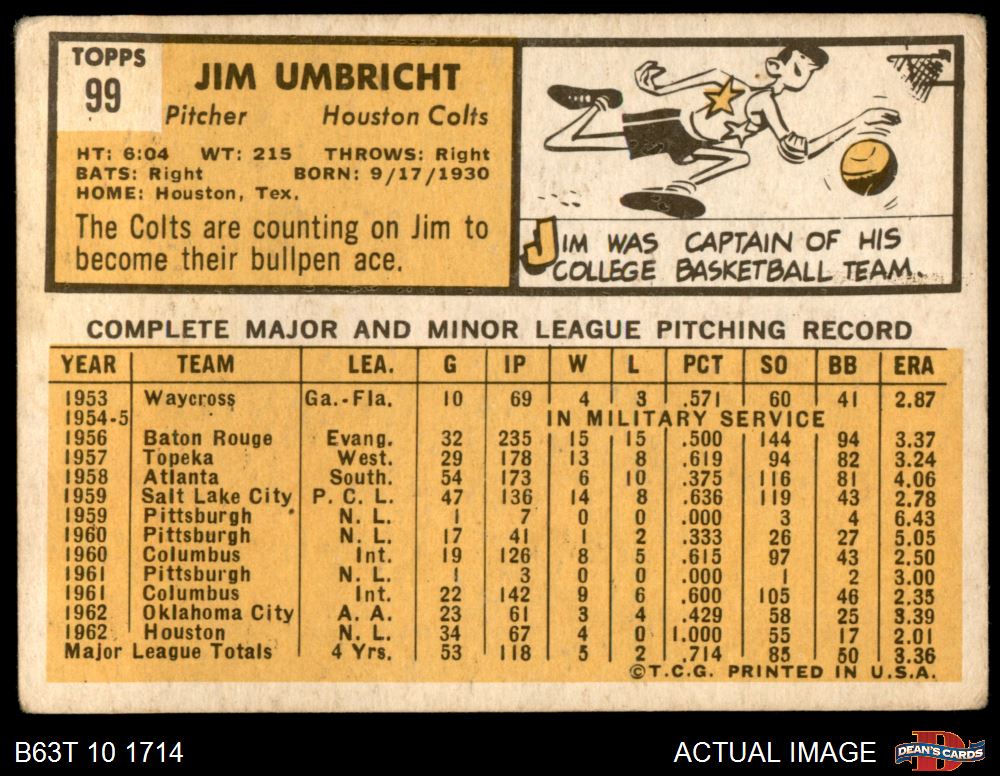 TOPPS
99
JIM UMBRICHT
Pitcher Houston Colts
HT: 6:04 WT: 215 THROWS: Right
BATS: Right BORN: 9/17/1930
HOME: Houston, Tex.
The Colts are counting on Jim to
become their bullpen ace.
JIM WAS CAPTAIN OF HIS
COLLEGE BASKETBALL TEAM.
COMPLETE MAJOR AND MINOR LEAGUE PITCHING RECORD
YEAR TEAM LEA. G IP W L PCT SO BB ERA
1953 Waycross Ga.-Fla. 10 69 4 3 .571 60 41 2.87
1954-5 IN MILITARY SERVICE
1956 Baton Rouge Evang. 32 235 15 15 .500 144 94 3.37
1957 Topeka West. 29 178 13 8 .619 94 82 3.24
1958 Atlanta South. 54 173 6 10 .375 116 81 4.06
1959 Salt Lake City P. C. L. 47 136 14 8 .636 119 43 2.78
1959 Pittsburgh N. L. 1 7 0 0 .000 3 4 6.43
1960 Pittsburgh N. L. 17 41 1 2 .333 26 27 5.05
1960 Columbus Int. 19 126 8 5 .615 97 43 2.50
1961 Pittsburgh N. L. 1 3 0 0 .000 1 2 3.00
1961 Columbus Int. 22 142 9 6 .600 105 46 2.35
1962 Oklahoma City A. A. 23 61 3 4 .429 58 25 3.39
1962 Houston N. L. 34 67 4 0 1.000 55 17 2.01
Major League Totals 4 Yrs. 53 118 5 2 .714 85 50 3.36
©T.C.G. PRINTED IN U.S.A.
B63T 10 1714 ACTUAL IMAGE DEAN'S CARDS